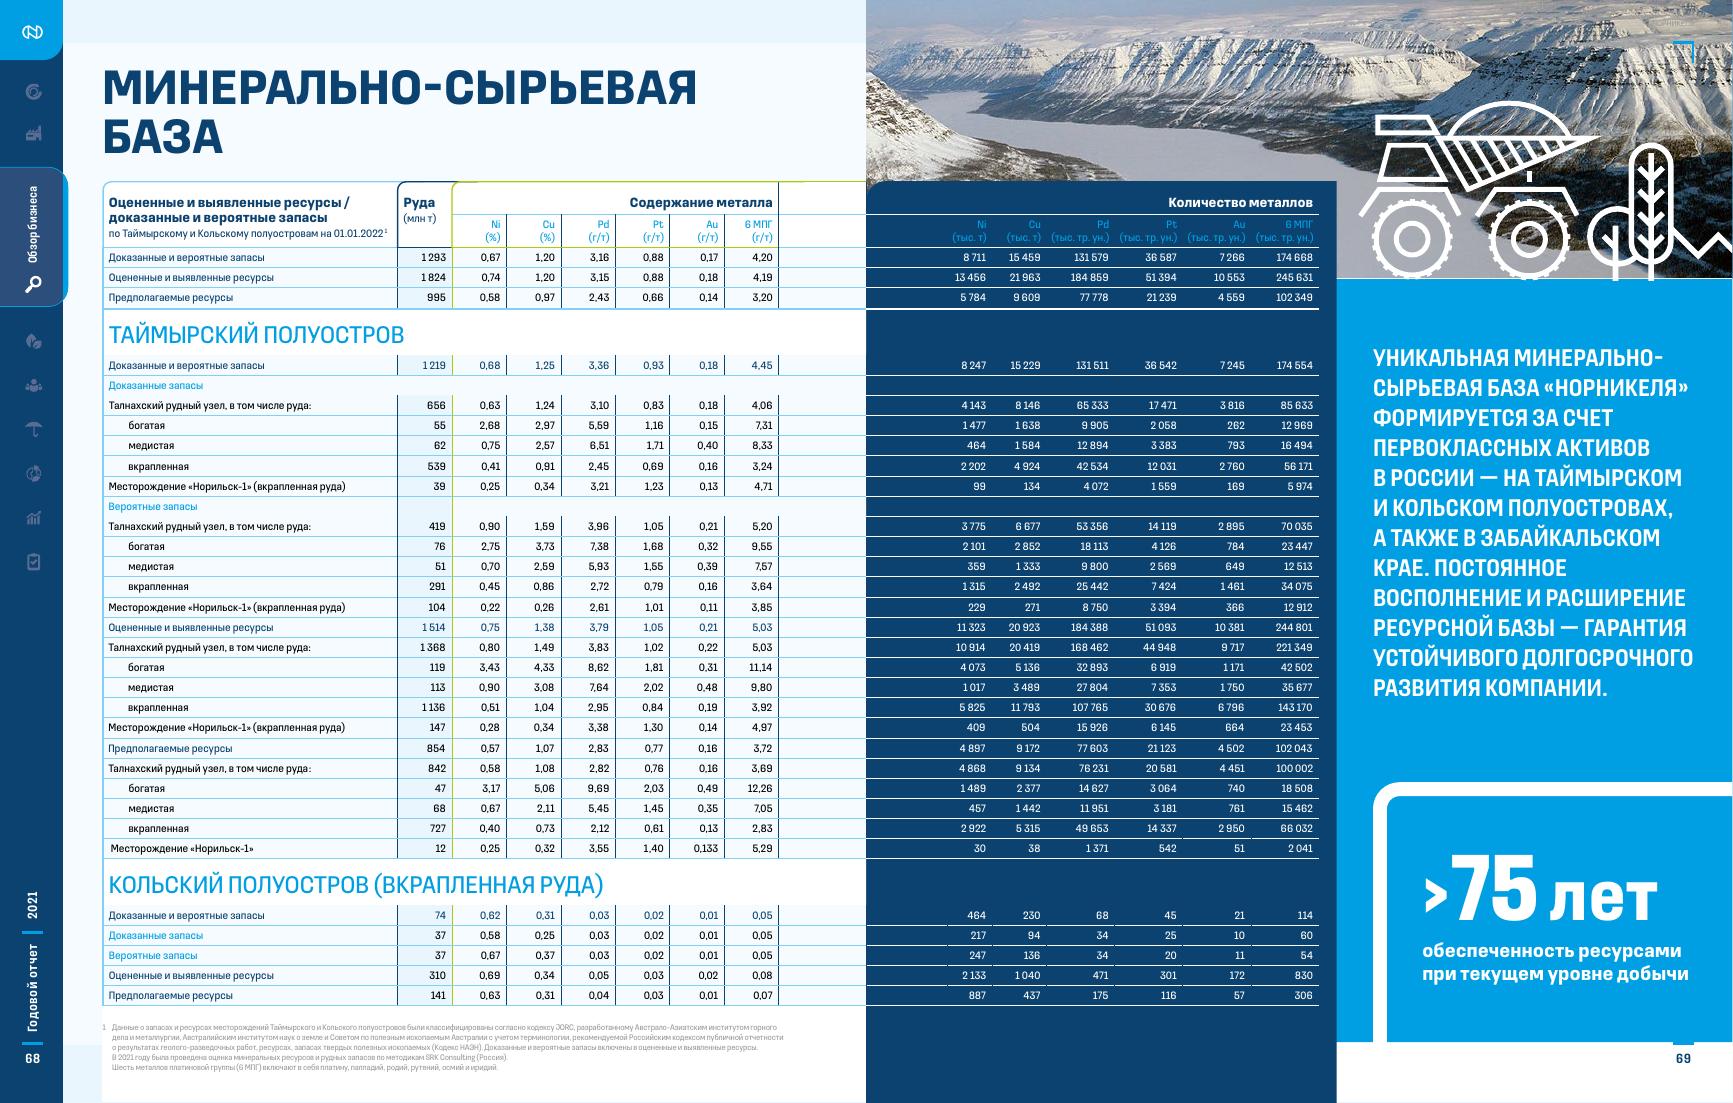 МИНЕРАЛЬНО-СЫРЬЕВАЯ
БАЗА
Обзор бизнеса
Годовой отчет 2021
68
Оцененные и выявленные ресурсы / доказанные и вероятные запасы по Таймырскому и Кольскому полуостровам на 01.01.2022¹ Руда (млн т) Содержание металла Количество металлов
Ni (%) Cu (%) Pd (г/т) Pt (г/т) Au (г/т) 6 МПГ (г/т) Ni (тыс. т) Cu (тыс. т) Pd (тыс. тр. ун.) Pt (тыс. тр. ун.) Au (тыс. тр. ун.) 6 МПГ (тыс. тр. ун.)
Доказанные и вероятные запасы 1 293 0,67 1,20 3,16 0,88 0,17 4,20 8 711 15 459 131 579 36 587 7 266 174 668
Оцененные и выявленные ресурсы 1 824 0,74 1,20 3,15 0,88 0,18 4,19 13 456 21 963 184 859 51 394 10 553 245 631
Предполагаемые ресурсы 995 0,58 0,97 2,43 0,66 0,14 3,20 5 784 9 609 77 778 21 239 4 559 102 349
ТАЙМЫРСКИЙ ПОЛУОСТРОВ
Доказанные и вероятные запасы 1 219 0,68 1,25 3,36 0,93 0,18 4,45 8 247 15 229 131 511 36 542 7 245 174 554
Доказанные запасы
Талнахский рудный узел, в том числе руда: 656 0,63 1,24 3,10 0,83 0,18 4,06 4 143 8 146 65 333 17 471 3 816 85 633
богатая 55 2,68 2,97 5,59 1,16 0,15 7,31 1 477 1 638 9 905 2 058 262 12 969
медистая 62 0,75 2,57 6,51 1,71 0,40 8,33 464 1 584 12 894 3 383 793 16 494
вкрапленная 539 0,41 0,91 2,45 0,69 0,16 3,24 2 202 4 924 42 534 12 031 2 760 56 171
Месторождение «Норильск-1» (вкрапленная руда) 39 0,25 0,34 3,21 1,23 0,13 4,71 99 134 4 072 1 559 169 5 974
Вероятные запасы
Талнахский рудный узел, в том числе руда: 419 0,90 1,59 3,96 1,05 0,21 5,20 3 775 6 677 53 356 14 119 2 895 70 035
богатая 76 2,75 3,73 7,38 1,68 0,32 9,55 2 101 2 852 18 113 4 126 784 23 447
медистая 51 0,70 2,59 5,93 1,55 0,39 7,57 359 1 333 9 800 2 569 649 12 513
вкрапленная 291 0,45 0,86 2,72 0,79 0,16 3,64 1 315 2 492 25 442 7 424 1 461 34 075
Месторождение «Норильск-1» (вкрапленная руда) 104 0,22 0,26 2,61 1,01 0,11 3,85 229 271 8 750 3 394 366 12 912
Оцененные и выявленные ресурсы 1 514 0,75 1,38 3,79 1,05 0,21 5,03 11 323 20 923 184 388 51 093 10 381 244 801
Талнахский рудный узел, в том числе руда: 1 368 0,80 1,49 3,83 1,02 0,22 5,03 10 914 20 419 168 462 44 948 9 717 221 349
богатая 119 3,43 4,33 8,62 1,81 0,31 11,14 4 073 5 136 32 893 6 919 1 171 42 502
медистая 113 0,90 3,08 7,64 2,02 0,48 9,80 1 017 3 489 27 804 7 353 1 750 35 677
вкрапленная 1 136 0,51 1,04 2,95 0,84 0,19 3,92 5 825 11 793 107 765 30 676 6 796 143 170
Месторождение «Норильск-1» (вкрапленная руда) 147 0,28 0,34 3,38 1,30 0,14 4,97 409 504 15 926 6 145 664 23 453
Предполагаемые ресурсы 854 0,57 1,07 2,83 0,77 0,16 3,72 4 897 9 172 77 603 21 123 4 502 102 043
Талнахский рудный узел, в том числе руда: 842 0,58 1,08 2,82 0,76 0,16 3,69 4 868 9 134 76 231 20 581 4 451 100 002
богатая 47 3,17 5,06 9,69 2,03 0,49 12,26 1 489 2 377 14 627 3 064 740 18 508
медистая 68 0,67 2,11 5,45 1,45 0,35 7,05 457 1 442 11 951 3 181 761 15 462
вкрапленная 727 0,40 0,73 2,12 0,61 0,13 2,83 2 922 5 315 49 653 14 337 2 950 66 032
Месторождение «Норильск-1» 12 0,25 0,32 3,55 1,40 0,133 5,29 30 38 1 371 542 51 2 041
КОЛЬСКИЙ ПОЛУОСТРОВ (ВКРАПЛЕННАЯ РУДА)
Доказанные и вероятные запасы 74 0,62 0,31 0,03 0,02 0,01 0,05 464 230 68 45 21 114
Доказанные запасы 37 0,58 0,25 0,03 0,02 0,01 0,05 217 94 34 25 10 60
Вероятные запасы 37 0,67 0,37 0,03 0,02 0,01 0,05 247 136 34 20 11 54
Оцененные и выявленные ресурсы 310 0,69 0,34 0,05 0,03 0,02 0,08 2 133 1 040 471 301 172 830
Предполагаемые ресурсы 141 0,63 0,31 0,04 0,03 0,01 0,07 887 437 175 116 57 306
1 Данные о запасах и ресурсах месторождений Таймырского и Кольского полуостровов были классифицированы согласно кодексу JORC, разработанному Австрало-Азиатским институтом горного
дела и металлургии, Австралийским институтом наук о земле и Советом по полезным ископаемым Австралии с учетом терминологии, рекомендуемой Российским кодексом публичной отчетности
о результатах геолого-разведочных работ, ресурсах, запасах твердых полезных ископаемых (Кодекс НАЭН). Доказанные и вероятные запасы включены в оцененные и выявленные ресурсы.
В 2021 году была проведена оценка минеральных ресурсов и рудных запасов по методикам SRK Consulting (Россия).
Шесть металлов платиновой группы (6 МПГ) включают в себя платину, палладий, родий, рутений, осмий и иридий.
УНИКАЛЬНАЯ МИНЕРАЛЬНО-
СЫРЬЕВАЯ БАЗА «НОРНИКЕЛЯ»
ФОРМИРУЕТСЯ ЗА СЧЕТ
ПЕРВОКЛАССНЫХ АКТИВОВ
В РОССИИ — НА ТАЙМЫРСКОМ
И КОЛЬСКОМ ПОЛУОСТРОВАХ,
А ТАКЖЕ В ЗАБАЙКАЛЬСКОМ
КРАЕ. ПОСТОЯННОЕ
ВОСПОЛНЕНИЕ И РАСШИРЕНИЕ
РЕСУРСНОЙ БАЗЫ — ГАРАНТИЯ
УСТОЙЧИВОГО ДОЛГОСРОЧНОГО
РАЗВИТИЯ КОМПАНИИ.
>75 лет
обеспеченность ресурсами
при текущем уровне добычи
69